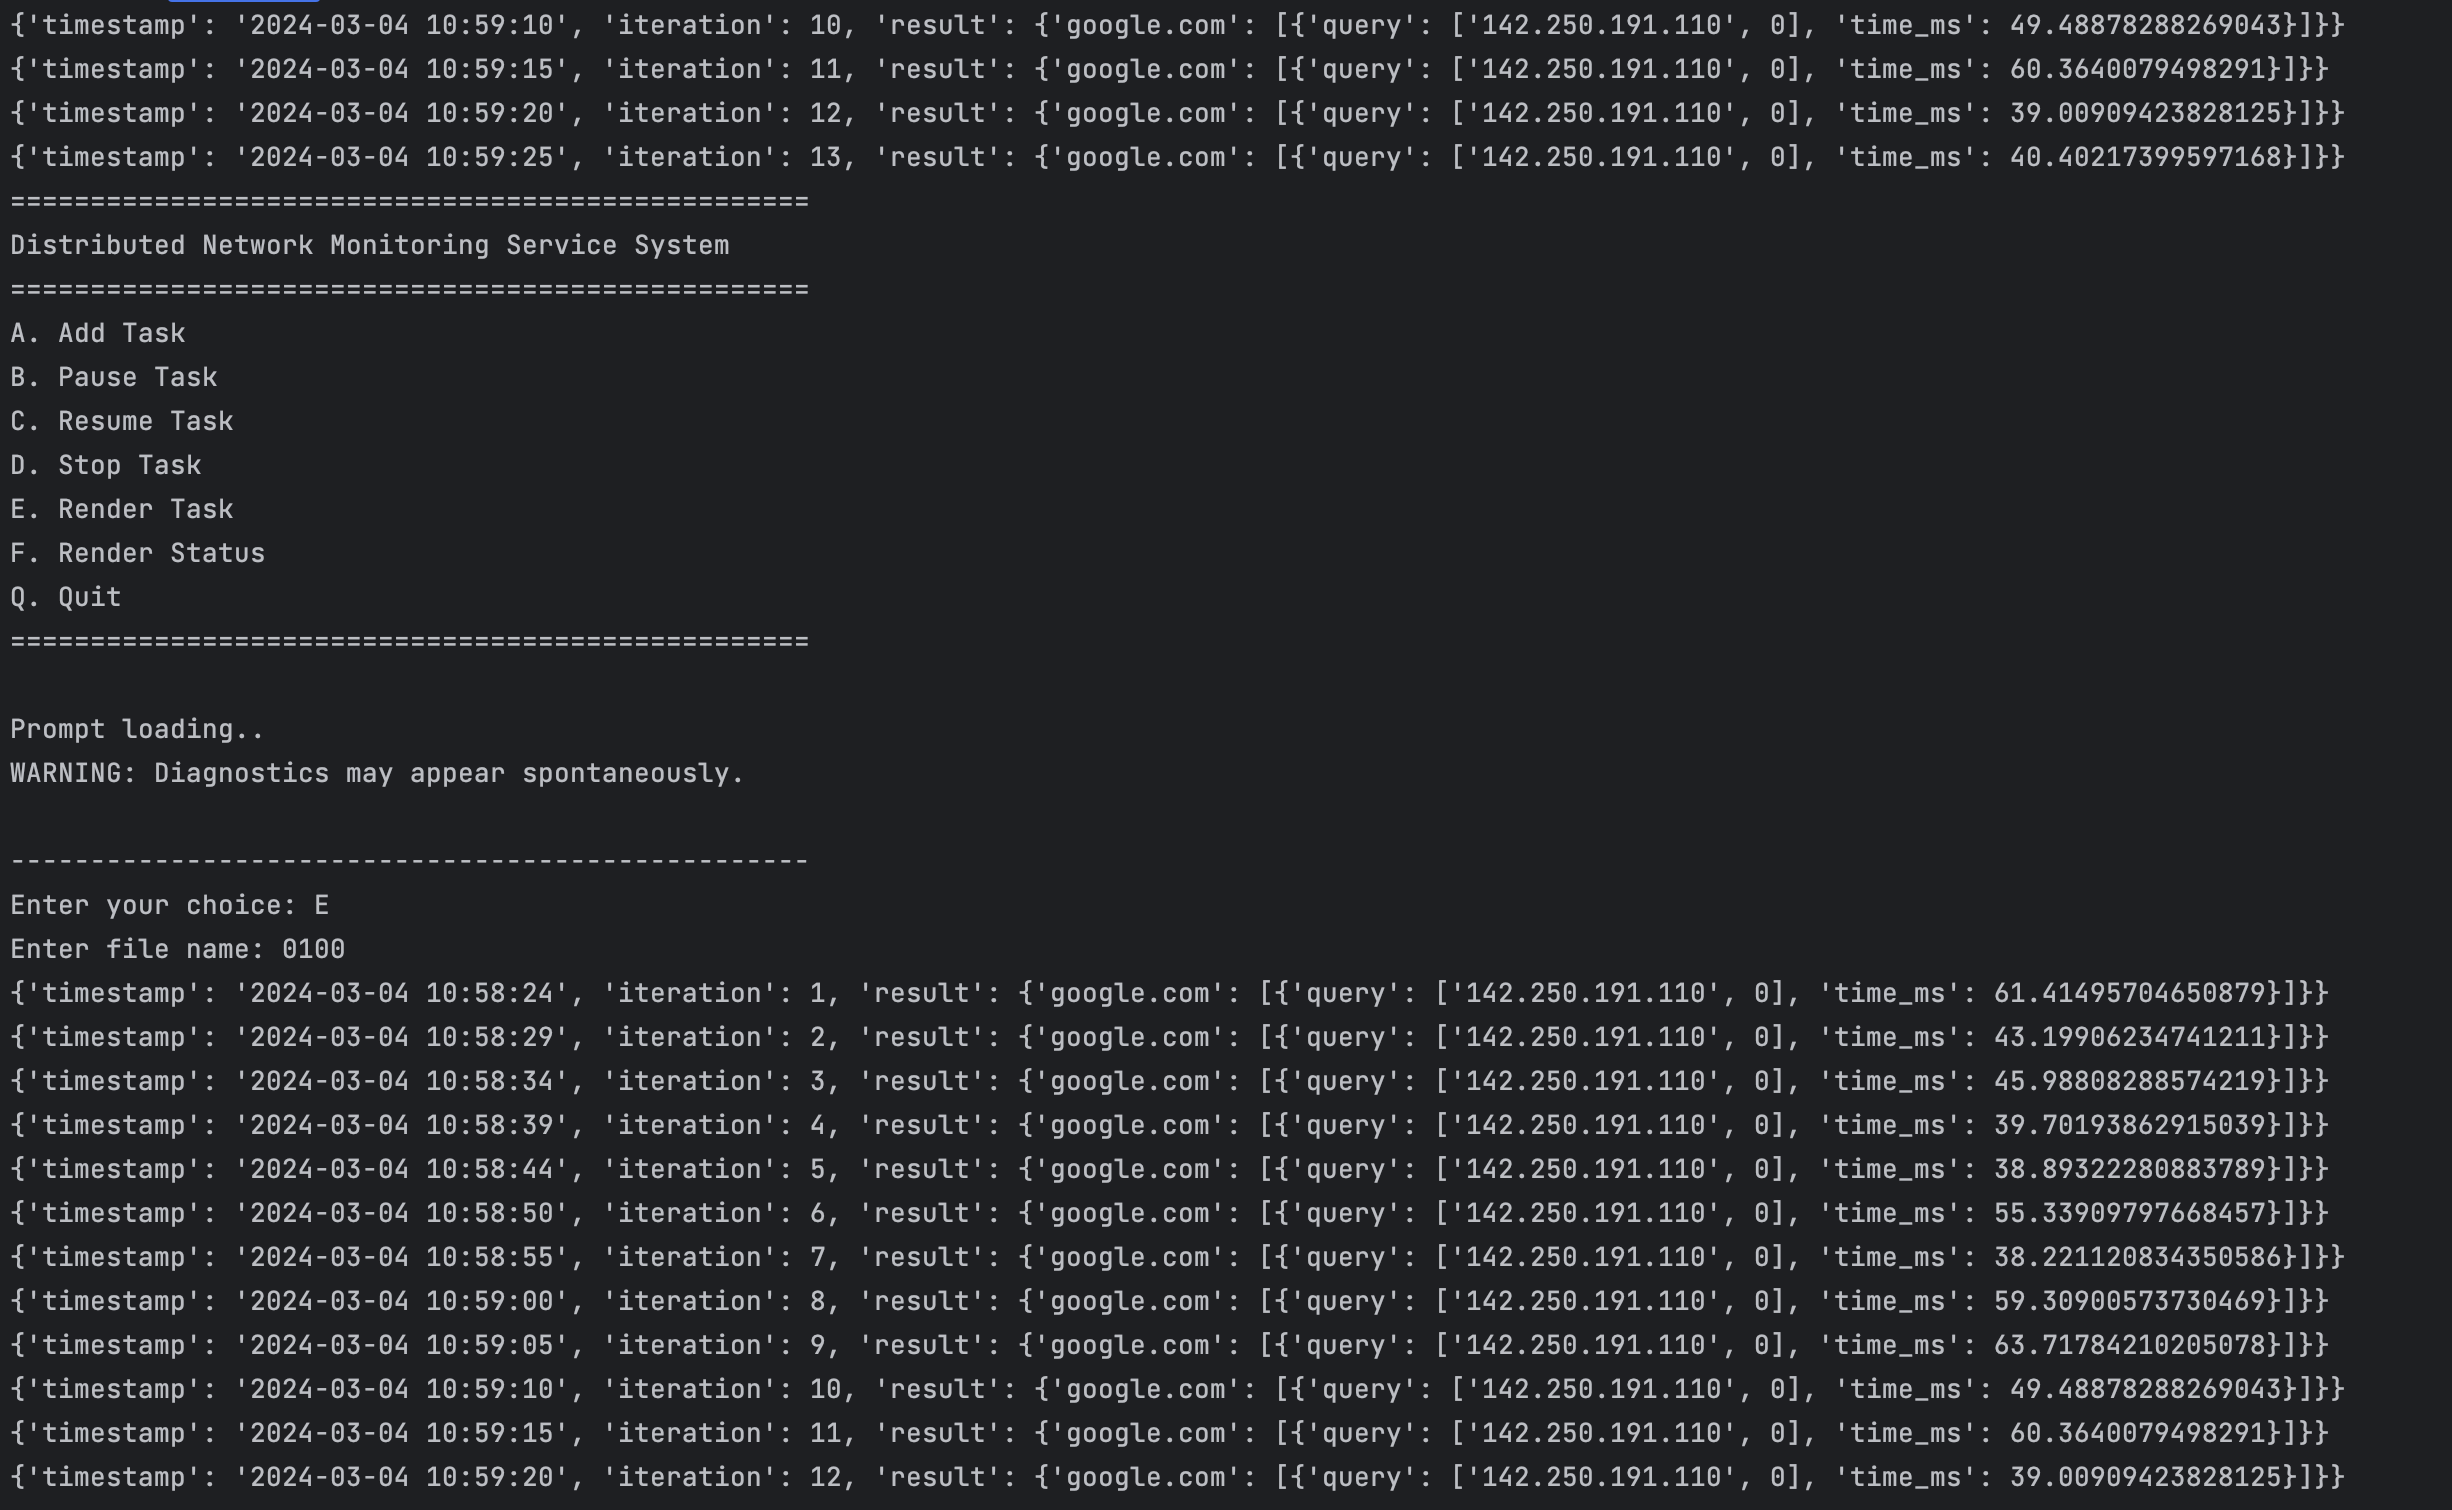 {'timestamp': '2024-03-04 10:59:10', 'iteration': 10, 'result': {'google.com': [{'query': ['142.250.191.110', 0], 'time_ms': 49.48878288269043}]}}
{'timestamp': '2024-03-04 10:59:15', 'iteration': 11, 'result': {'google.com': [{'query': ['142.250.191.110', 0], 'time_ms': 60.3640079498291}]}}
{'timestamp': '2024-03-04 10:59:20', 'iteration': 12, 'result': {'google.com': [{'query': ['142.250.191.110', 0], 'time_ms': 39.00909423828125}]}}
{'timestamp': '2024-03-04 10:59:25', 'iteration': 13, 'result': {'google.com': [{'query': ['142.250.191.110', 0], 'time_ms': 40.40217399597168}]}}
==================================================
Distributed Network Monitoring Service System
==================================================
A. Add Task
B. Pause Task
C. Resume Task
D. Stop Task
E. Render Task
F. Render Status
Q. Quit
==================================================
Prompt loading..
WARNING: Diagnostics may appear spontaneously.
--------------------------------------------------
Enter your choice: E
Enter file name: 0100
{'timestamp': '2024-03-04 10:58:24', 'iteration': 1, 'result': {'google.com': [{'query': ['142.250.191.110', 0], 'time_ms': 61.41495704650879}]}}
{'timestamp': '2024-03-04 10:58:29', 'iteration': 2, 'result': {'google.com': [{'query': ['142.250.191.110', 0], 'time_ms': 43.19906234741211}]}}
{'timestamp': '2024-03-04 10:58:34', 'iteration': 3, 'result': {'google.com': [{'query': ['142.250.191.110', 0], 'time_ms': 45.98808288574219}]}}
{'timestamp': '2024-03-04 10:58:39', 'iteration': 4, 'result': {'google.com': [{'query': ['142.250.191.110', 0], 'time_ms': 39.70193862915039}]}}
{'timestamp': '2024-03-04 10:58:44', 'iteration': 5, 'result': {'google.com': [{'query': ['142.250.191.110', 0], 'time_ms': 38.89322280883789}]}}
{'timestamp': '2024-03-04 10:58:50', 'iteration': 6, 'result': {'google.com': [{'query': ['142.250.191.110', 0], 'time_ms': 55.33909797668457}]}}
{'timestamp': '2024-03-04 10:58:55', 'iteration': 7, 'result': {'google.com': [{'query': ['142.250.191.110', 0], 'time_ms': 38.221120834350586}]}}
{'timestamp': '2024-03-04 10:59:00', 'iteration': 8, 'result': {'google.com': [{'query': ['142.250.191.110', 0], 'time_ms': 59.30900573730469}]}}
{'timestamp': '2024-03-04 10:59:05', 'iteration': 9, 'result': {'google.com': [{'query': ['142.250.191.110', 0], 'time_ms': 63.71784210205078}]}}
{'timestamp': '2024-03-04 10:59:10', 'iteration': 10, 'result': {'google.com': [{'query': ['142.250.191.110', 0], 'time_ms': 49.48878288269043}]}}
{'timestamp': '2024-03-04 10:59:15', 'iteration': 11, 'result': {'google.com': [{'query': ['142.250.191.110', 0], 'time_ms': 60.3640079498291}]}}
{'timestamp': '2024-03-04 10:59:20', 'iteration': 12, 'result': {'google.com': [{'query': ['142.250.191.110', 0], 'time_ms': 39.00909423828125}]}}